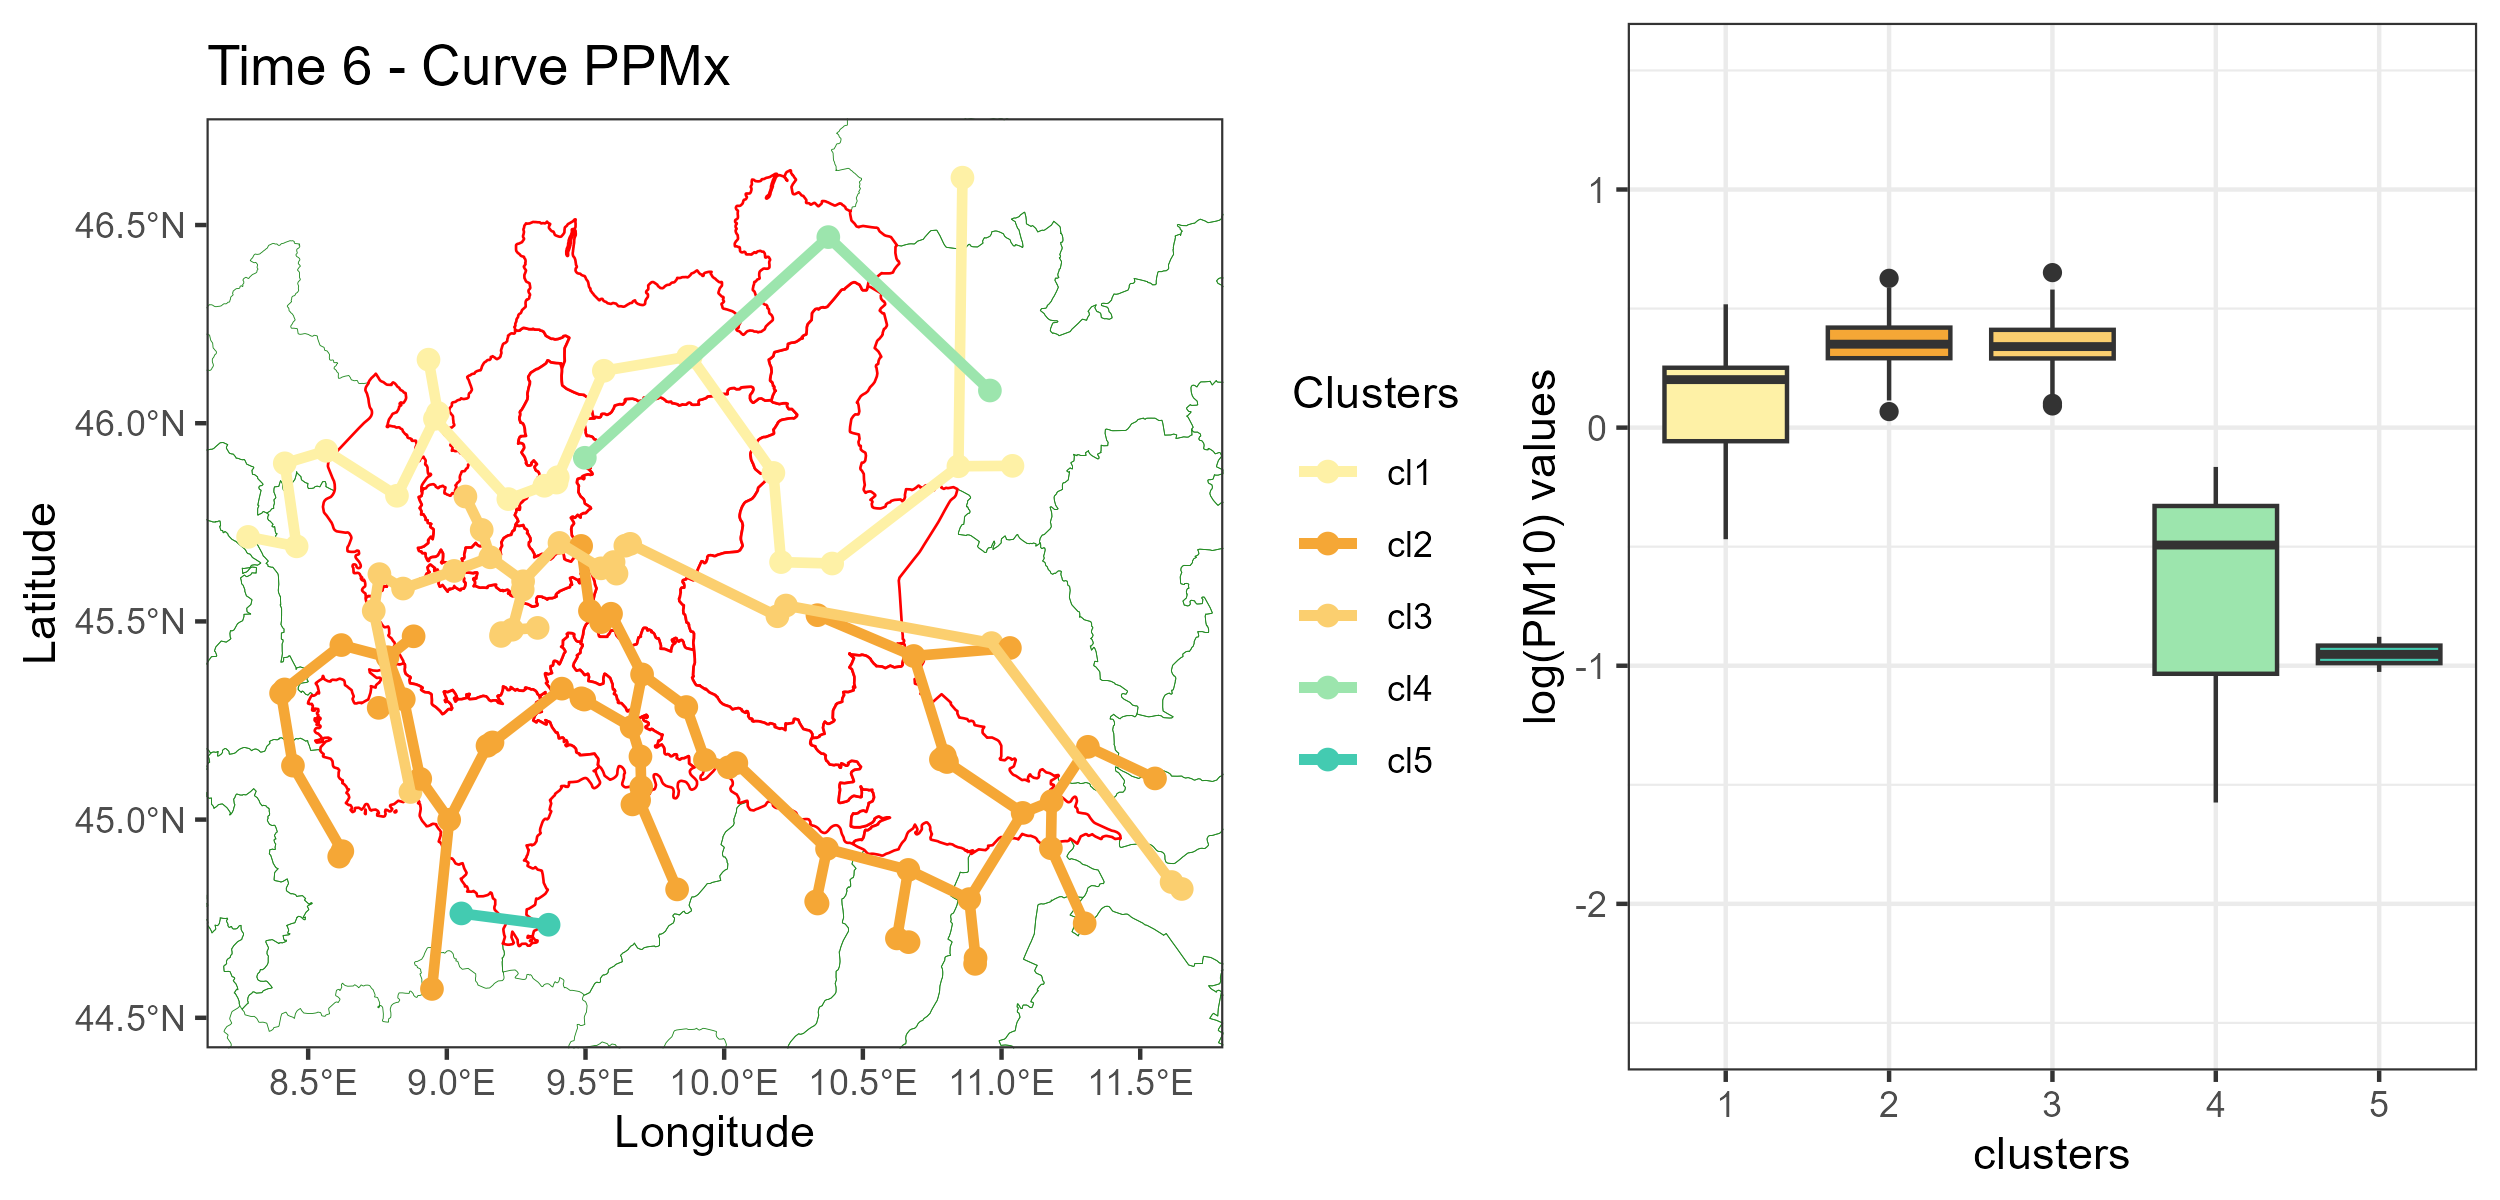 Time 6 - Curve PPMx
46.5°N
46.0°N
45.5°N
45.0°N
44.5°N
Latitude
8.5°E 9.0°E 9.5°E 10.0°E 10.5°E 11.0°E 11.5°E
Longitude
Clusters
cl1
cl2
cl3
cl4
cl5
1
0
-1
-2
log(PM10) values
1 2 3 4 5
clusters